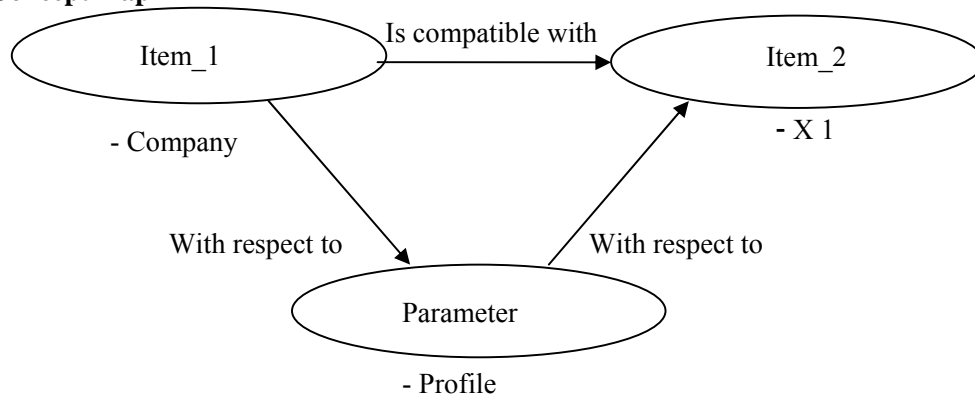 Is compatible with
Item_1
Item_2
- Company
- X 1
With respect to
With respect to
Parameter
- Profile